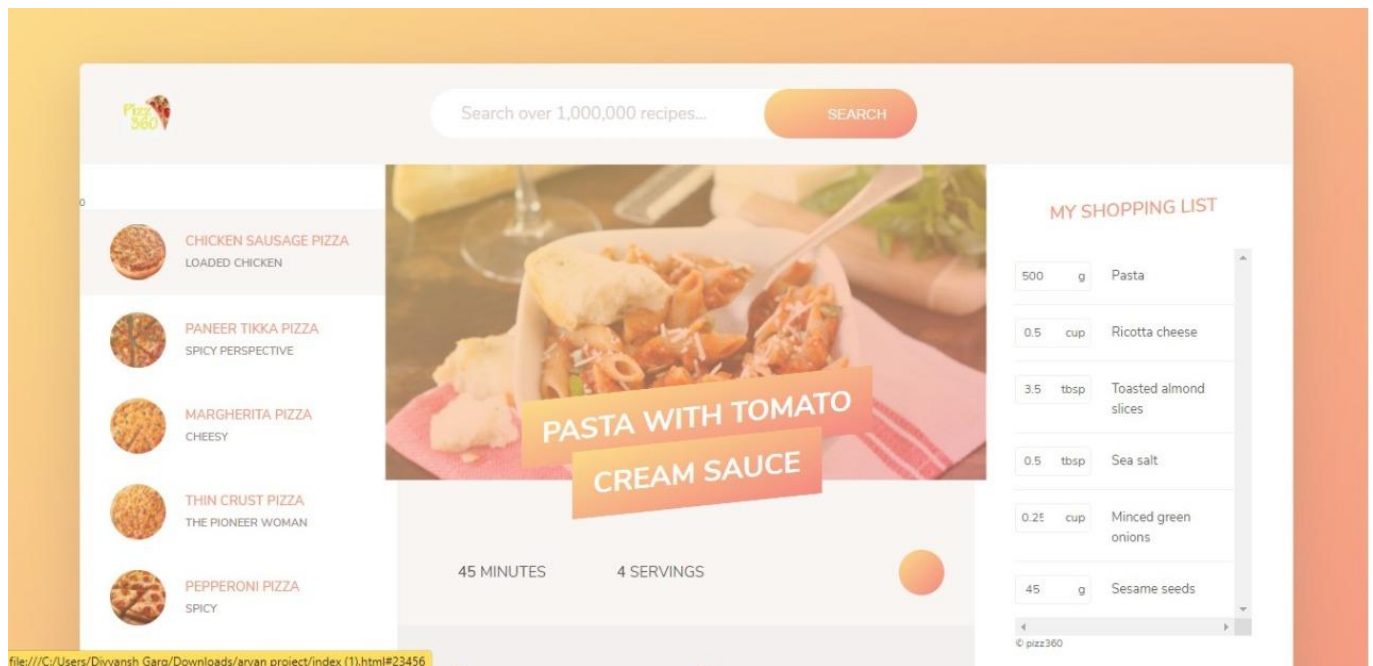 Pizz
360
Search over 1,000,000 recipes...
SEARCH
CHICKEN SAUSAGE PIZZA
LOADED CHICKEN
PANEER TIKKA PIZZA
SPICY PERSPECTIVE
MARGHERITA PIZZA
CHEESY
THIN CRUST PIZZA
THE PIONEER WOMAN
PEPPERONI PIZZA
SPICY
PASTA WITH TOMATO
CREAM SAUCE
45 MINUTES 4 SERVINGS
MY SHOPPING LIST
500 g Pasta
0.5 cup Ricotta cheese
3.5 tbsp Toasted almond
slices
0.5 tbsp Sea salt
0.25 cup Minced green
onions
45 g Sesame seeds
© pizz360
file:///C:/Users/Divyansh Garg/Downloads/aryan project/index (1).html#23456